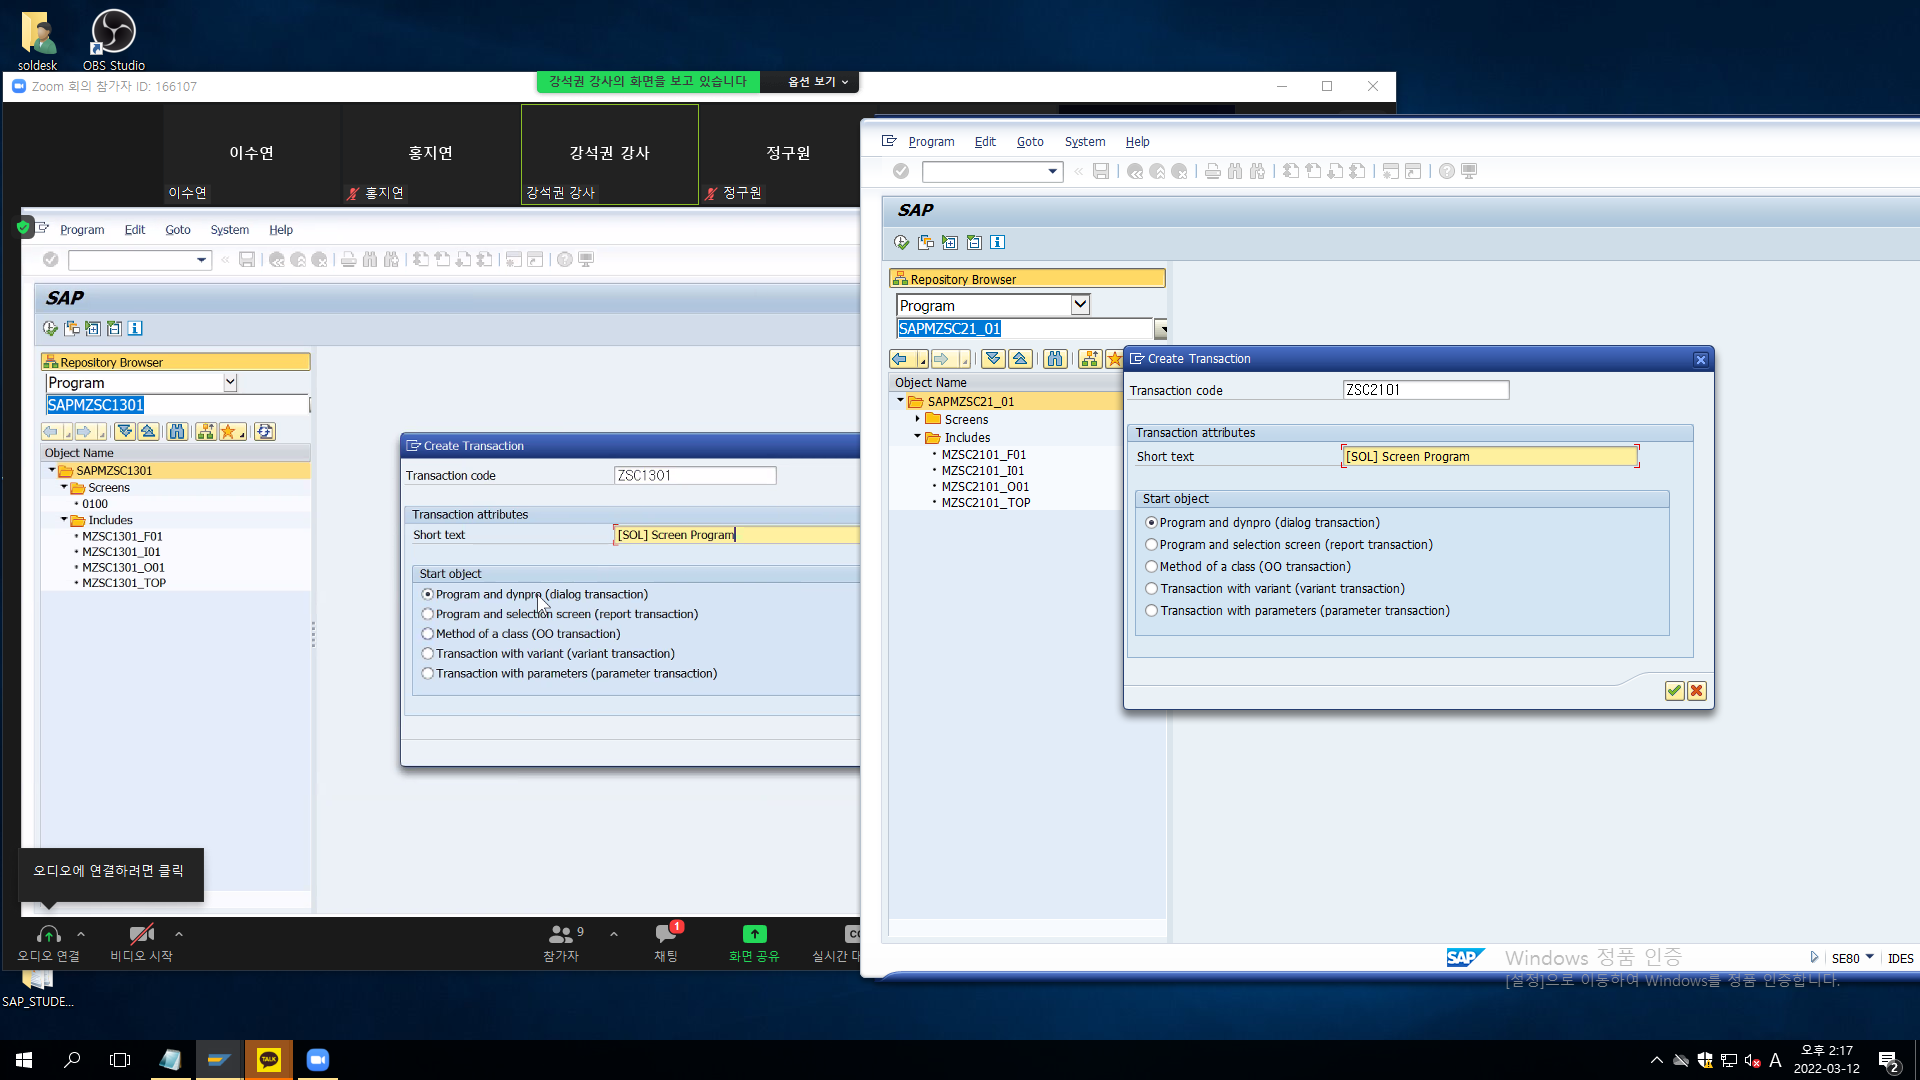 soldesk
OBS Studio
Zoom 회의 참가자 ID: 166107
강석권 강사의 화면을 보고 있습니다
옵션 보기
이수연
홍지연
강석권 강사
정구원
이수연
홍지연
강석권 강사
정구원
Program Edit Goto System Help
SAP
Repository Browser
Program
SAPMZSC1301
Object Name
SAPMZSC1301
Screens
0100
Includes
MZSC1301_F01
MZSC1301_I01
MZSC1301_O01
MZSC1301_TOP
Create Transaction
Transaction code ZSC1301
Transaction attributes
Short text [SOL] Screen Program
Start object
Program and dynpro (dialog transaction)
Program and selection screen (report transaction)
Method of a class (OO transaction)
Transaction with variant (variant transaction)
Transaction with parameters (parameter transaction)
오디오에 연결하려면 클릭
오디오 연결
비디오 시작
9
참가자
1
채팅
화면 공유
실시간
Program Edit Goto System Help
SAP
Repository Browser
Program
SAPMZSC21_01
Object Name
SAPMZSC21_01
Screens
Includes
MZSC2101_F01
MZSC2101_I01
MZSC2101_O01
MZSC2101_TOP
Create Transaction
Transaction code ZSC2101
Transaction attributes
Short text [SOL] Screen Program
Start object
Program and dynpro (dialog transaction)
Program and selection screen (report transaction)
Method of a class (OO transaction)
Transaction with variant (variant transaction)
Transaction with parameters (parameter transaction)
SAP
Windows 정품 인증
[설정]으로 이동하여 Windows를 정품 인증합니다.
SE80 IDES
SAP_STUDE...
TALK
A
오후 2:17
2022-03-12
2